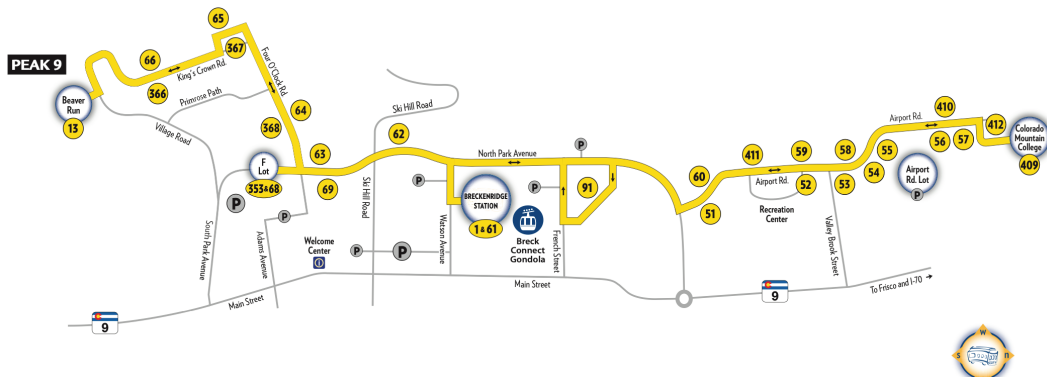 65
PEAK 9
66
367
King's Crown Rd.
Four O'Clock Rd
366
Primrose Path
Beaver
Run
13
Village Road
64
368
F
Lot
353&68
63
69
62
Ski Hill Road
Ski Hill Road
P
P
South Park Avenue
Adams Avenue
Welcome
Center
i
P
P
P
Watson Avenue
North Park Avenue
BRECKENRIDGE
STATION
1 & 61
Breck
Connect
Gondola
P
P
91
French Street
Main Street
Main Street
9
60
51
411
59
Airport Rd.
52
Recreation
Center
58
53
54
55
Valley Brook Street
Airport Rd.
410
56
57
412
Airport
Rd. Lot
P
Colorado
Mountain
College
409
9
To Frisco and I-70
W
S
n